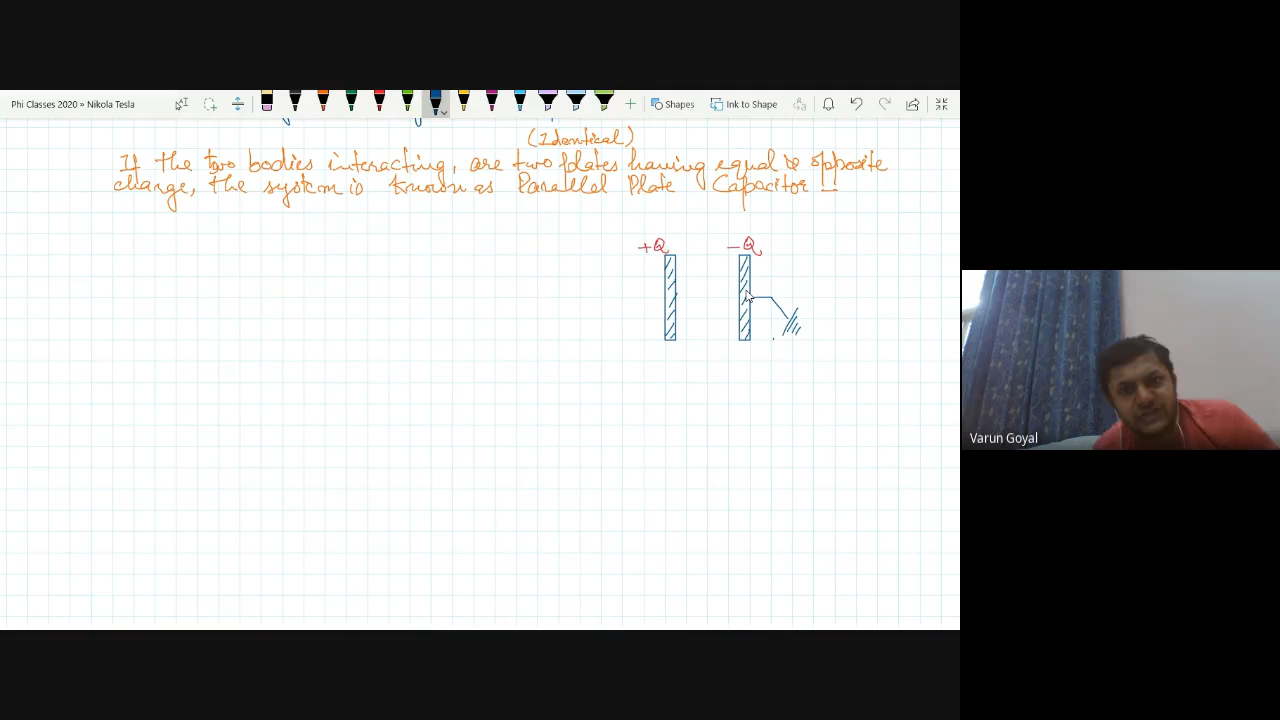 Phi Classes 2020 » Nikola Tesla
Shapes
Ink to Shape
(Identical)
If the two bodies interacting, are two plates having equal & opposite
charge, the system is known as Parallel Plate Capacitor !!
+Q
-Q
Varun Goyal